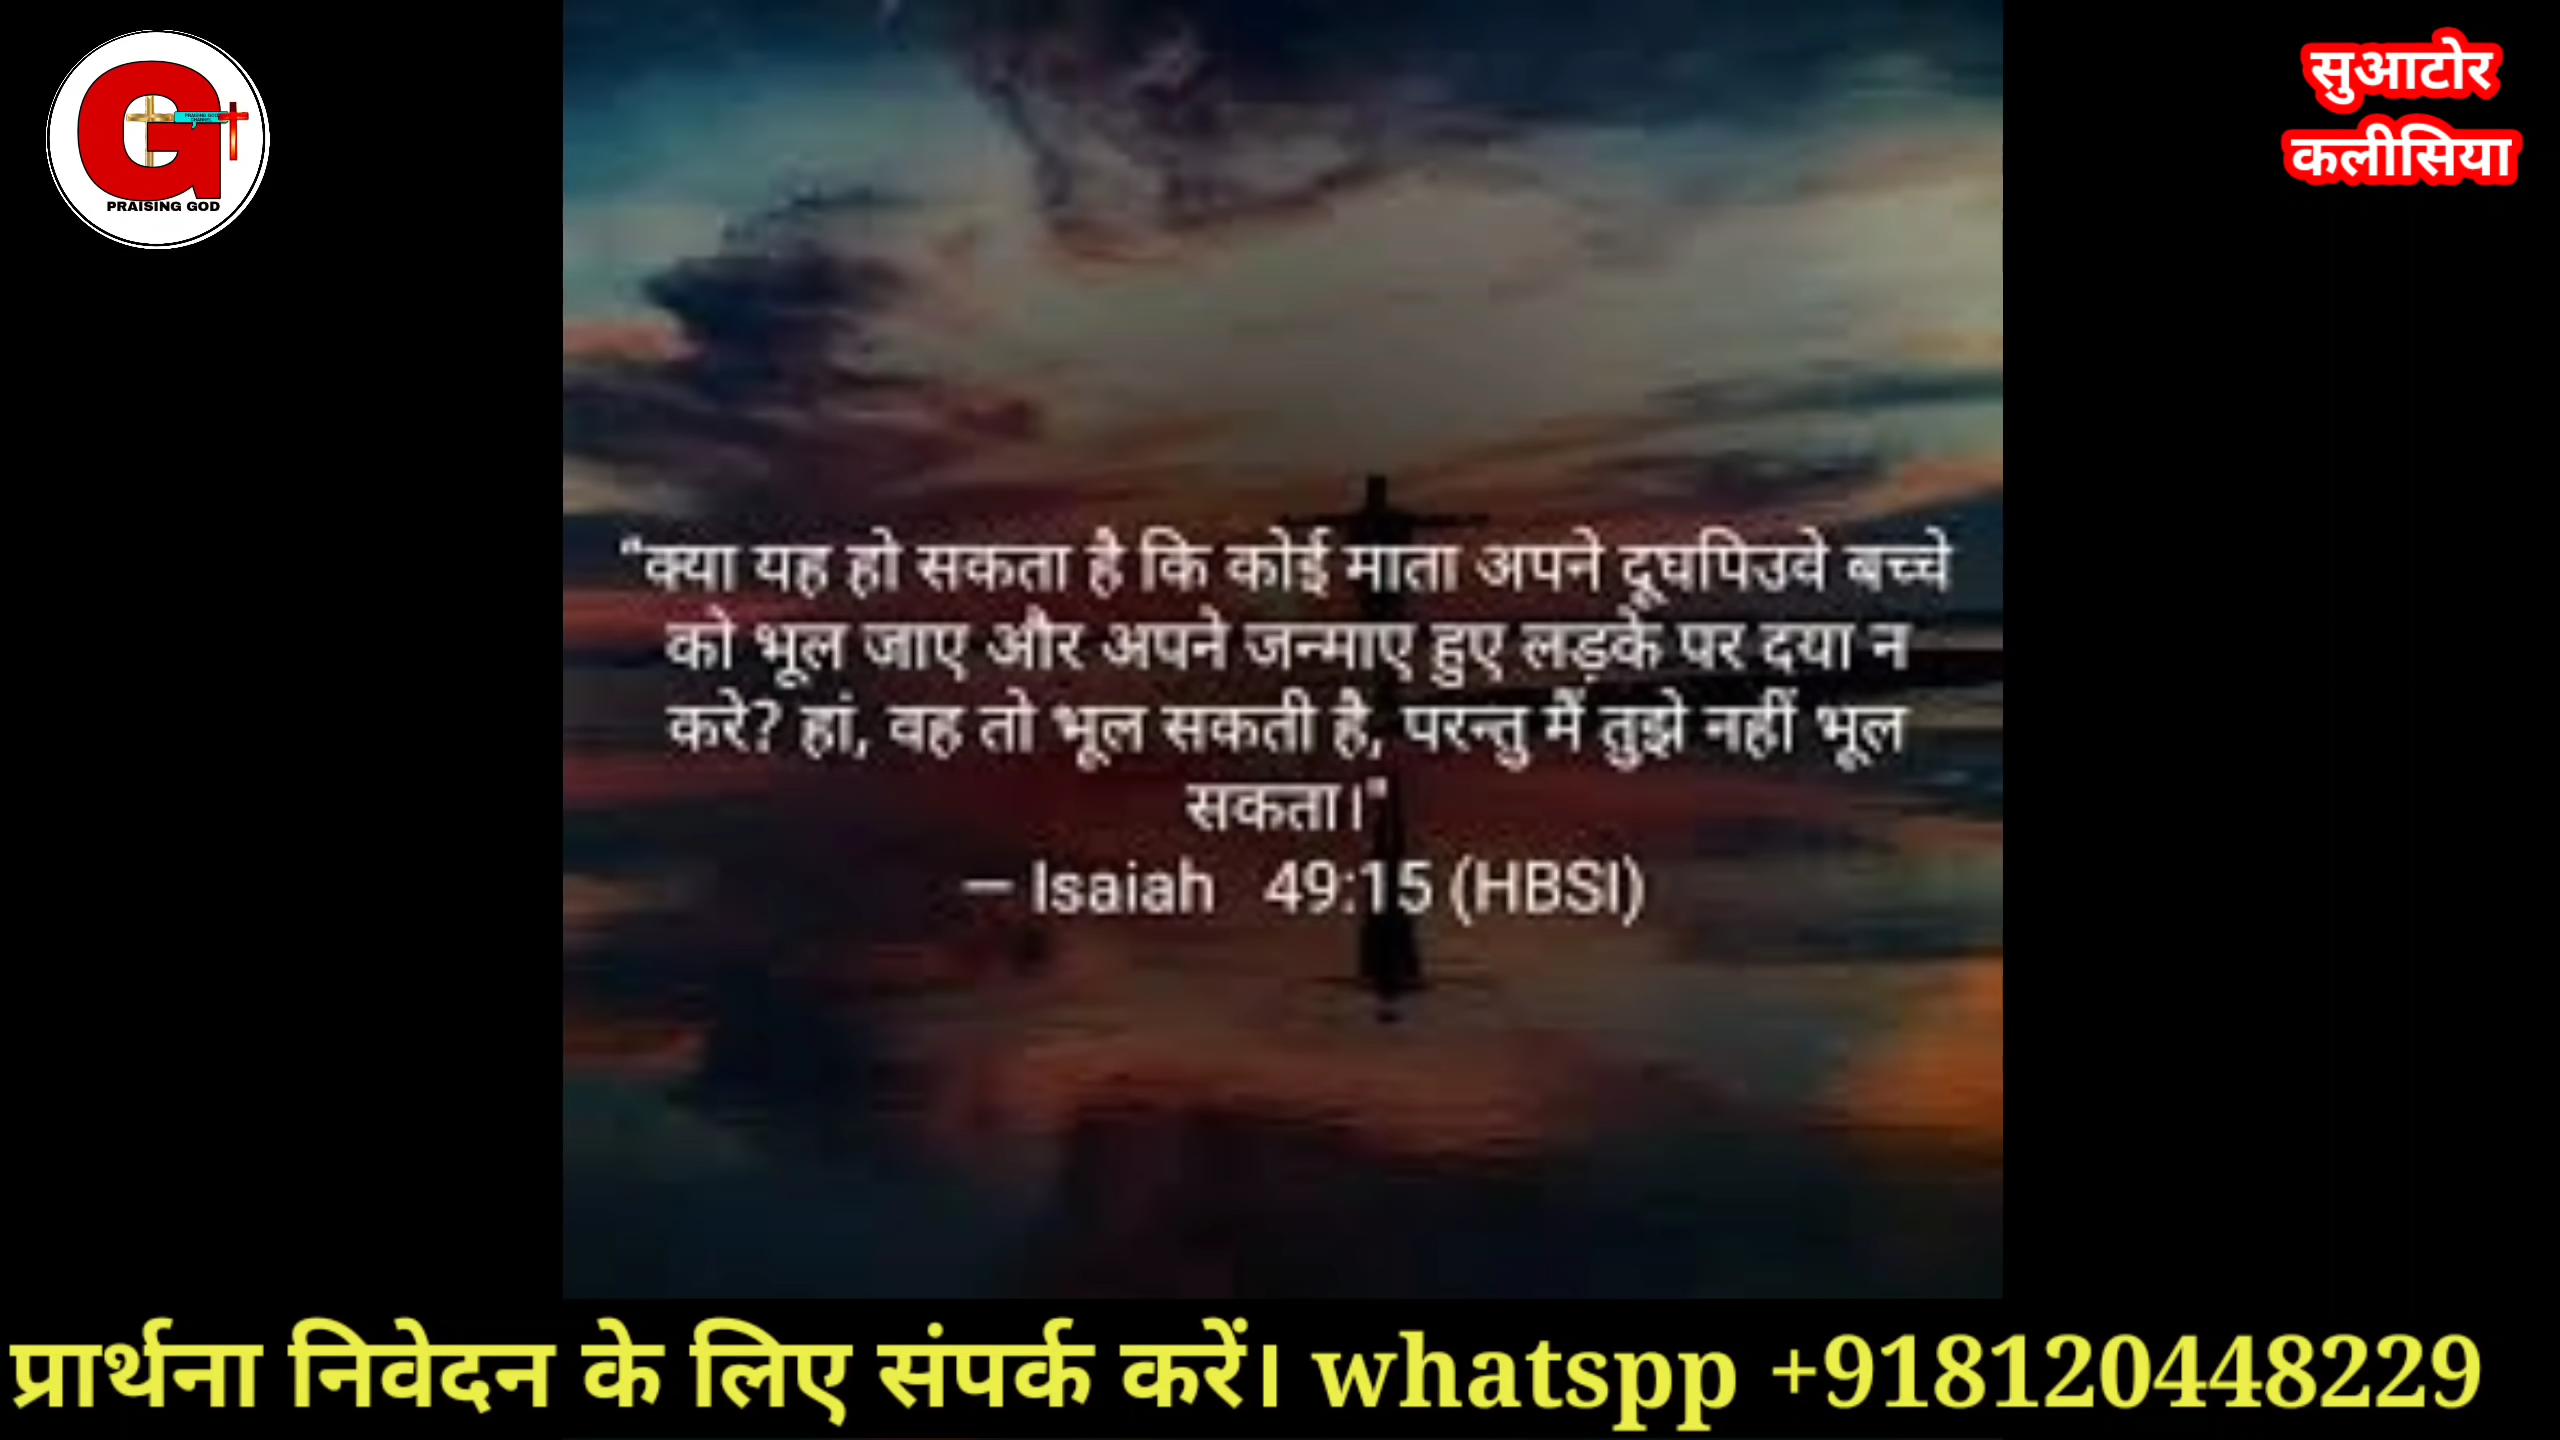 PRAISING GOD
सुआटोर
कलीसिया
"क्या यह हो सकता है कि कोई माता अपने दूघपिउवे बच्चे
को भूल जाए और अपने जन्माए हुए लड़के पर दया न
करे? हां, वह तो भूल सकती है, परन्तु मैं तुझे नहीं भूल
सकता।"
— Isaiah 49:15 (HBSI)
प्रार्थना निवेदन के लिए संपर्क करें। whatspp +918120448229